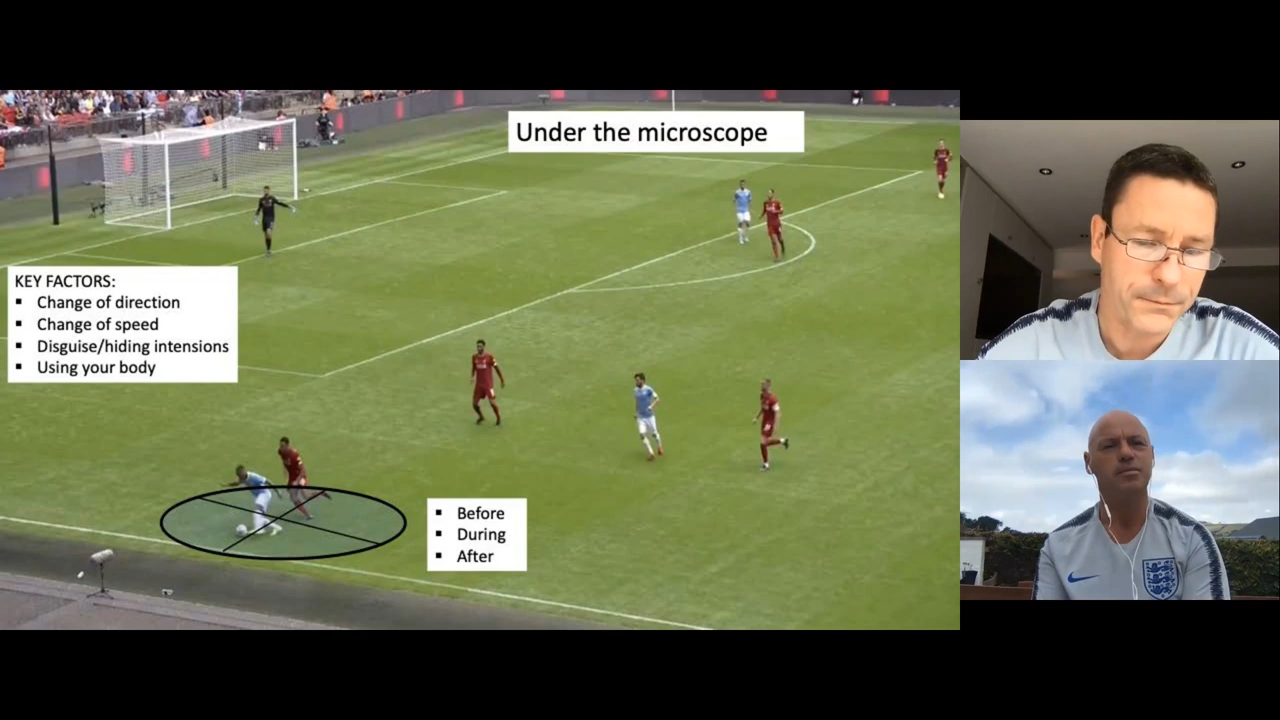 Under the microscope
KEY FACTORS:
▪ Change of direction
▪ Change of speed
▪ Disguise/hiding intensions
▪ Using your body
▪ Before
▪ During
▪ After